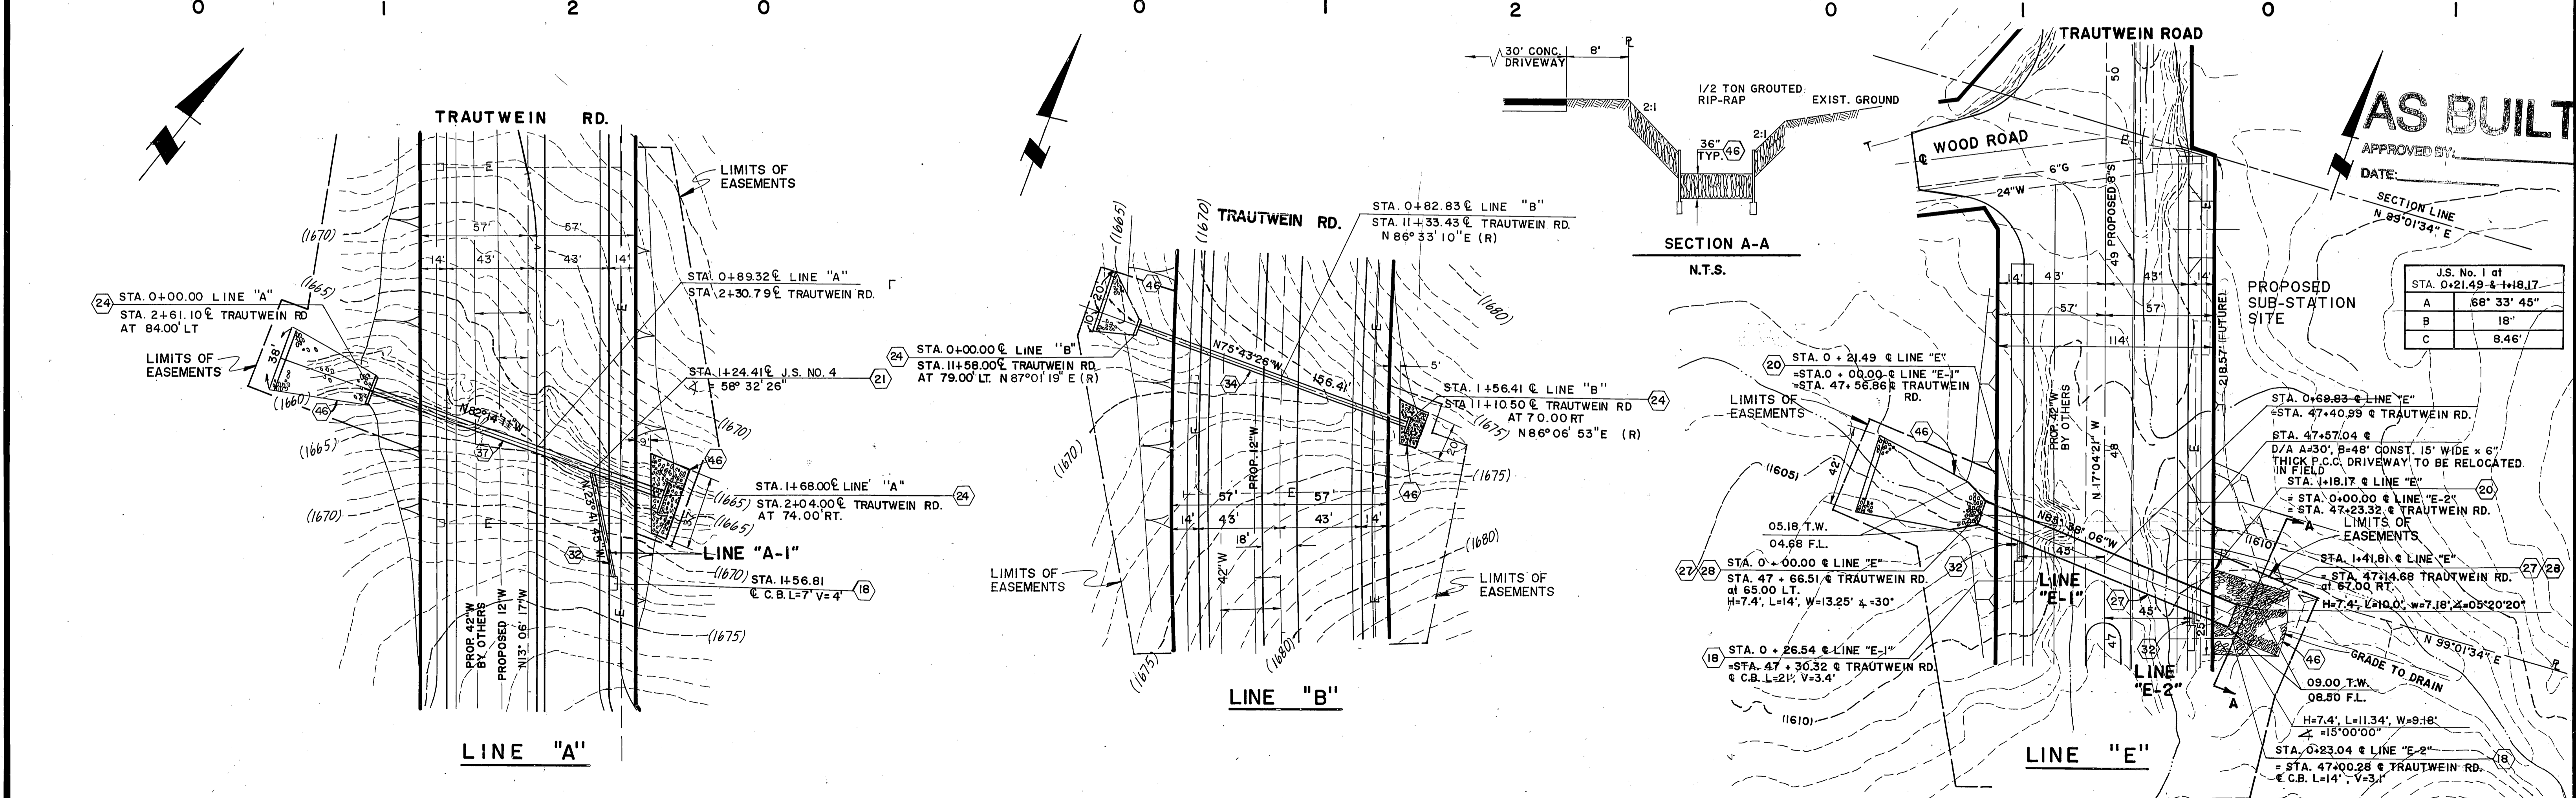 0 1 2 0
0 1 2
0 1 0 1
TRAUTWEIN RD.
LIMITS OF
EASEMENTS
(1670)
57' 57'
14' 43' 43' 14'
E
E
(1665)
24
STA. 0+00.00 LINE "A"
STA. 2+61.10 ℄ TRAUTWEIN RD
AT 84.00' LT
LIMITS OF
EASEMENTS
38'
(1660)
46
(1665)
(1670)
STA. 0+89.32 ℄ LINE "A"
STA. 2+30.79 ℄ TRAUTWEIN RD.
STA. 1+24.41 ℄ J.S. NO. 4
∡ = 58° 32' 26"
21
37
9'
(1670)
46
STA. 1+68.00 ℄ LINE "A"
STA. 2+04.00 ℄ TRAUTWEIN RD.
AT 74.00' RT.
24
(1665)
(1665)
37'
N 23° 41' 45" W
32
LINE "A-1"
(1670)
STA. 1+56.81
℄ C.B. L=7' V=4'
18
E
E
(1675)
PROP. 42"W
BY OTHERS
PROPOSED 12"W
N13° 06' 17"W
LINE "A"
TRAUTWEIN RD.
(1665)
(1670)
STA. 0+82.83 ℄ LINE "B"
STA. 11+33.43 ℄ TRAUTWEIN RD.
N 86° 33' 10" E (R)
(1680)
20'
10'
46
24
STA. 0+00.00 ℄ LINE "B"
STA. 11+58.00 ℄ TRAUTWEIN RD.
AT 79.00' LT. N 87° 01' 19" E (R)
N75°43'26"W 156.41'
34
E
5'
STA. 1+56.41 ℄ LINE "B"
STA 11+10.50 ℄ TRAUTWEIN RD
AT 70.00 RT
N 86° 06' 53"E (R)
24
(1675)
20'
46
(1670)
(1675)
PROP. 12"W
57' E 57'
14' 43' 43' 14'
8'
42"W
(1680)
LIMITS OF
EASEMENTS
LIMITS OF
EASEMENTS
E
(1675)
(1680)
LINE "B"
30' CONC.
DRIVEWAY
8'
PL
2:1
1/2 TON GROUTED
RIP-RAP
EXIST. GROUND
2:1
36"
TYP.
46
SECTION A-A
N.T.S.
TRAUTWEIN ROAD
50
℄ WOOD ROAD
T
6"G
24"W
E
E
49 PROPOSED 8"S
AS BUILT
APPROVED BY:
DATE:
SECTION LINE
N 89°01'34" E
14' 43' 43' 14'
57' 57'
114'
218.57' (FUTURE)
PROPOSED
SUB-STATION
SITE
J.S. No. 1 at
STA. 0+21.49 & 1+18.17
A 68° 33' 45"
B 18"
C 8.46'
20
STA. 0 + 21.49 ℄ LINE "E"
=STA. 0 + 00.00 ℄ LINE "E-1"
=STA. 47+56.86 ℄ TRAUTWEIN
RD.
LIMITS OF
EASEMENTS
46
(1605)
42'
PROP. 42"W
BY OTHERS
N 17°04'21" W
48
E
STA. 0+69.83 ℄ LINE "E"
=STA. 47+40.99 ℄ TRAUTWEIN RD.
STA. 47+57.04 ℄
D/A A=30', B=48' CONST. 15' WIDE × 6"
THICK P.C.C. DRIVEWAY TO BE RELOCATED
IN FIELD
STA. 1+18.17 ℄ LINE "E"
20
= STA. 0+00.00 ℄ LINE "E-2"
= STA. 47+23.32 ℄ TRAUTWEIN RD.
A
LIMITS OF
EASEMENTS
(1610)
05.18 T.W.
04.68 F.L.
N83°38'06"W
45'
32
27 28
STA. 0 + 00.00 ℄ LINE "E"
STA. 47 + 66.51 ℄ TRAUTWEIN RD.
at 65.00 LT.
H=7.4', L=14', W=13.25' ∡=30°
LINE
"E-1"
27
45'
STA. 1+41.81 ℄ LINE "E"
= STA. 47+14.68 TRAUTWEIN RD.
at 67.00 RT.
27 28
H=7.4', L=10.0', w=7.18', ∡=05°20'20"
25'
N 99°01'34" E
PL
18
STA. 0 + 26.54 ℄ LINE "E-1"
=STA. 47 + 30.32 ℄ TRAUTWEIN RD.
℄ C.B. L=21', V=3.4'
47
32
LINE
"E-2"
46
GRADE TO DRAIN
09.00 T.W.
08.50 F.L.
A
(1610)
H=7.4', L=11.34', W=9.18'
∡ =15°00'00"
STA. 0+23.04 ℄ LINE "E-2"
18
= STA. 47+00.28 ℄ TRAUTWEIN RD.
℄ C.B. L=14', V=3.1'
LINE "E"